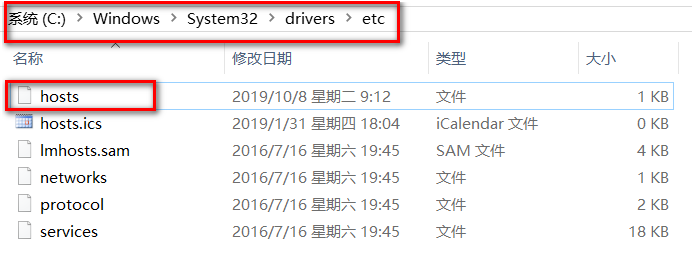 系统 (C:) > Windows > System32 > drivers > etc
名称 修改日期 类型 大小
hosts 2019/10/8 星期二 9:12 文件 1 KB
hosts.ics 2019/1/31 星期四 18:04 iCalendar 文件 0 KB
lmhosts.sam 2016/7/16 星期六 19:45 SAM 文件 4 KB
networks 2016/7/16 星期六 19:45 文件 1 KB
protocol 2016/7/16 星期六 19:45 文件 2 KB
services 2016/7/16 星期六 19:45 文件 18 KB